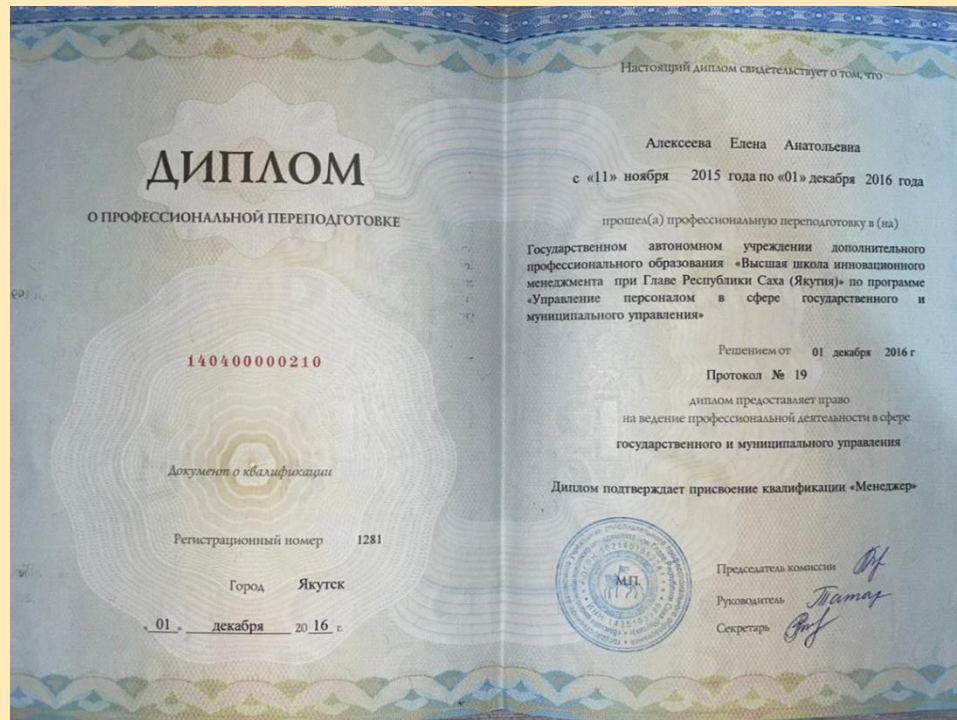 ДИПЛОМ
О ПРОФЕССИОНАЛЬНОЙ ПЕРЕПОДГОТОВКЕ
140400000210
Документ о квалификации
Регистрационный номер 1281
Город Якутск
« 01 » декабря 20 16 г.
Настоящий диплом свидетельствует о том, что
Алексеева Елена Анатольевна
с «11» ноября 2015 года по «01» декабря 2016 года
прошел(а) профессиональную переподготовку в (на)
Государственном автономном учреждении дополнительного
профессионального образования «Высшая школа инновационного
менеджмента при Главе Республики Саха (Якутия)» по программе
«Управление персоналом в сфере государственного и
муниципального управления»
Решением от 01 декабря 2016 г
Протокол № 19
диплом предоставляет право
на ведение профессиональной деятельности в сфере
государственного и муниципального управления
Диплом подтверждает присвоение квалификации «Менеджер»
М.П.
Председатель комиссии
Руководитель
Секретарь